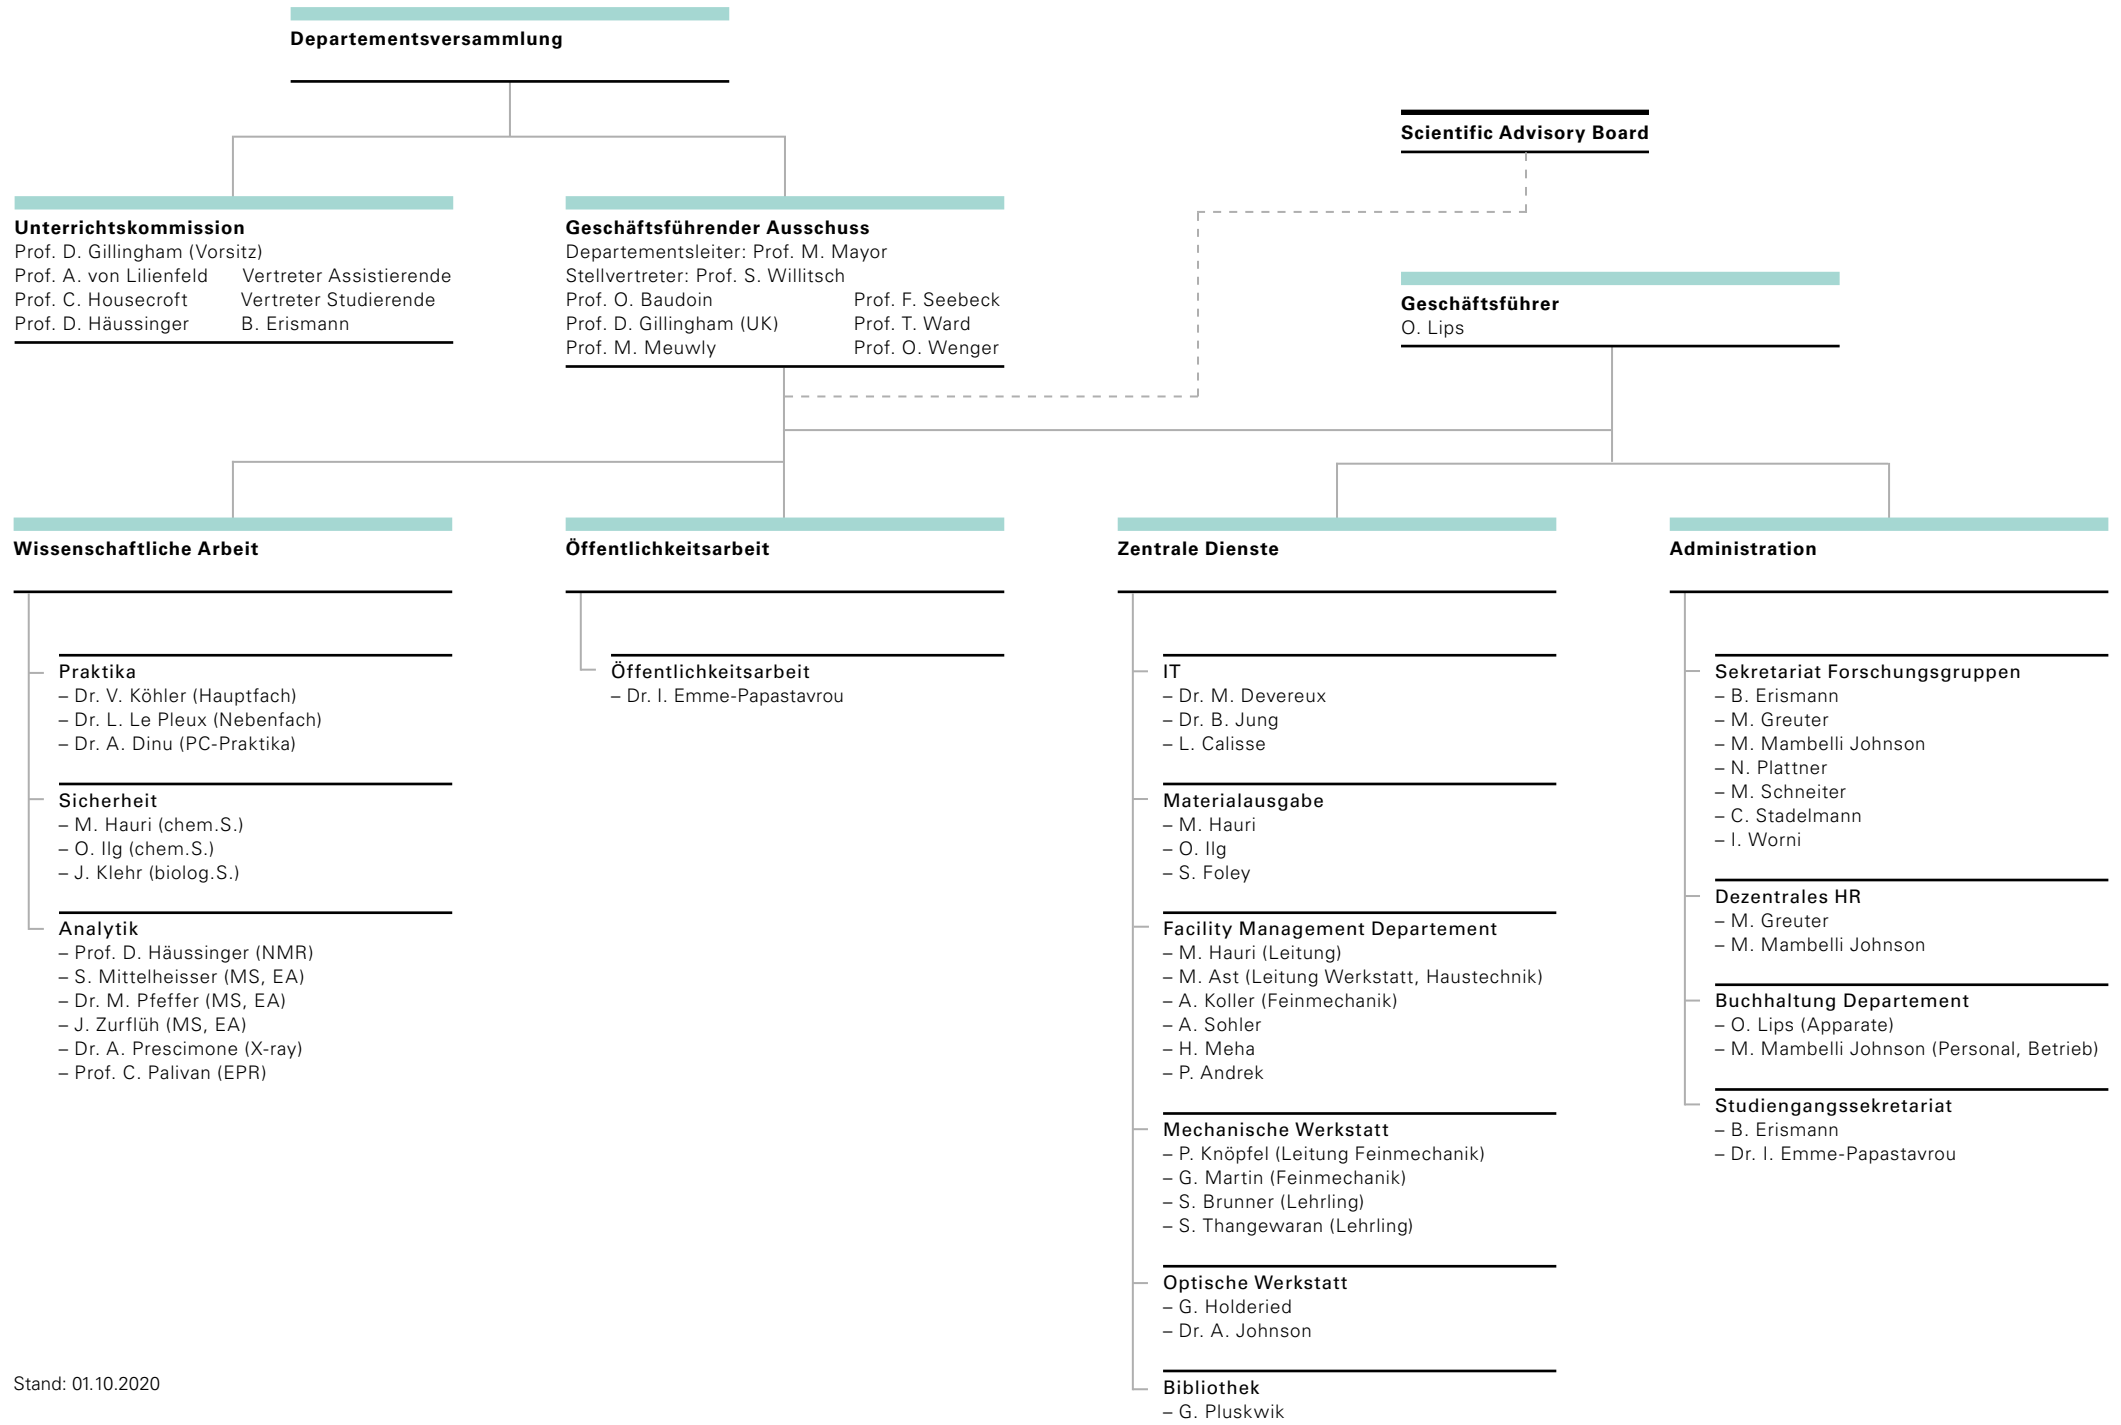 Departementsversammlung
Scientific Advisory Board
Unterrichtskommission
Prof. D. Gillingham (Vorsitz)
Prof. A. von Lilienfeld Vertreter Assistierende
Prof. C. Housecroft Vertreter Studierende
Prof. D. Häussinger B. Erismann
Geschäftsführender Ausschuss
Departementsleiter: Prof. M. Mayor
Stellvertreter: Prof. S. Willitsch
Prof. O. Baudoin Prof. F. Seebeck
Prof. D. Gillingham (UK) Prof. T. Ward
Prof. M. Meuwly Prof. O. Wenger
Geschäftsführer
O. Lips
Wissenschaftliche Arbeit
Praktika
– Dr. V. Köhler (Hauptfach)
– Dr. L. Le Pleux (Nebenfach)
– Dr. A. Dinu (PC-Praktika)
Sicherheit
– M. Hauri (chem.S.)
– O. Ilg (chem.S.)
– J. Klehr (biolog.S.)
Analytik
– Prof. D. Häussinger (NMR)
– S. Mittelheisser (MS, EA)
– Dr. M. Pfeffer (MS, EA)
– J. Zurflüh (MS, EA)
– Dr. A. Prescimone (X-ray)
– Prof. C. Palivan (EPR)
Öffentlichkeitsarbeit
Öffentlichkeitsarbeit
– Dr. I. Emme-Papastavrou
Zentrale Dienste
IT
– Dr. M. Devereux
– Dr. B. Jung
– L. Calisse
Materialausgabe
– M. Hauri
– O. Ilg
– S. Foley
Facility Management Departement
– M. Hauri (Leitung)
– M. Ast (Leitung Werkstatt, Haustechnik)
– A. Koller (Feinmechanik)
– A. Sohler
– H. Meha
– P. Andrek
Mechanische Werkstatt
– P. Knöpfel (Leitung Feinmechanik)
– G. Martin (Feinmechanik)
– S. Brunner (Lehrling)
– S. Thangewaran (Lehrling)
Optische Werkstatt
– G. Holderied
– Dr. A. Johnson
Bibliothek
– G. Pluskwik
Administration
Sekretariat Forschungsgruppen
– B. Erismann
– M. Greuter
– M. Mambelli Johnson
– N. Plattner
– M. Schneiter
– C. Stadelmann
– I. Worni
Dezentrales HR
– M. Greuter
– M. Mambelli Johnson
Buchhaltung Departement
– O. Lips (Apparate)
– M. Mambelli Johnson (Personal, Betrieb)
Studiengangssekretariat
– B. Erismann
– Dr. I. Emme-Papastavrou
Stand: 01.10.2020